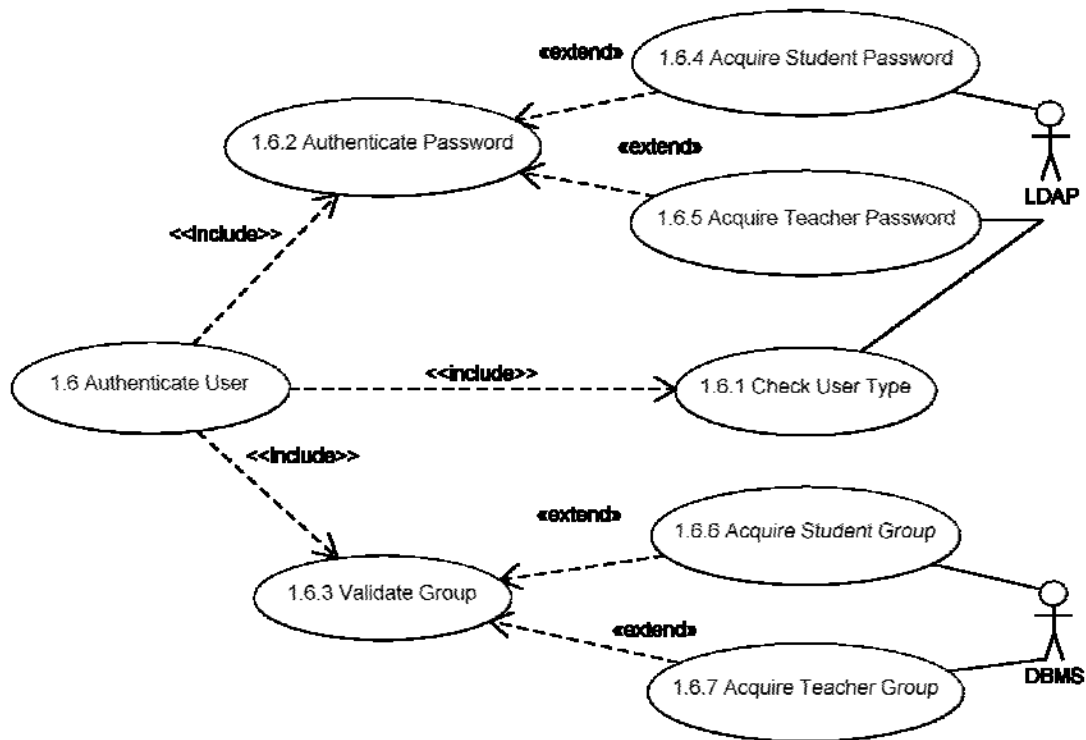 «extend»
1.6.4 Acquire Student Password
1.6.2 Authenticate Password
«extend»
LDAP
1.6.5 Acquire Teacher Password
<<include>>
1.6 Authenticate User
<<include>>
1.6.1 Check User Type
<<include>>
«extend»
1.6.6 Acquire Student Group
1.6.3 Validate Group
«extend»
DBMS
1.6.7 Acquire Teacher Group